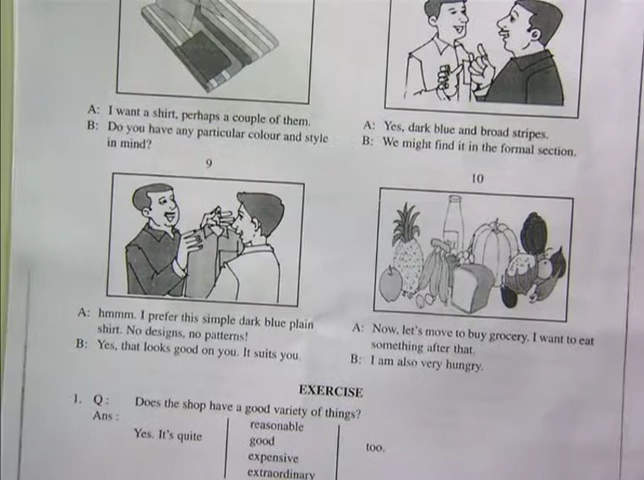 A: I want a shirt, perhaps a couple of them.
B: Do you have any particular colour and style
in mind?
A: Yes, dark blue and broad stripes.
B: We might find it in the formal section.
9
10
A: hmmm. I prefer this simple dark blue plain
shirt. No designs, no patterns!
B: Yes, that looks good on you. It suits you
A: Now, let's move to buy grocery. I want to eat
something after that.
B: I am also very hungry.
EXERCISE
1. Q: Does the shop have a good variety of things?
Ans :
Yes. It's quite
reasonable
good
expensive
extraordinary
too.